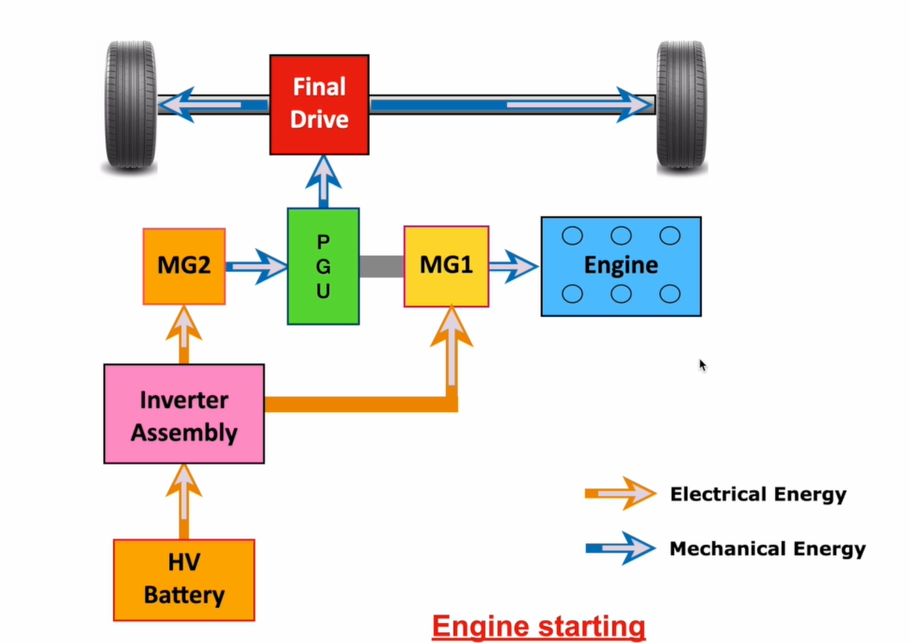 Final
Drive
MG2
P
G
U
MG1
Engine
Inverter
Assembly
HV
Battery
Electrical Energy
Mechanical Energy
Engine starting